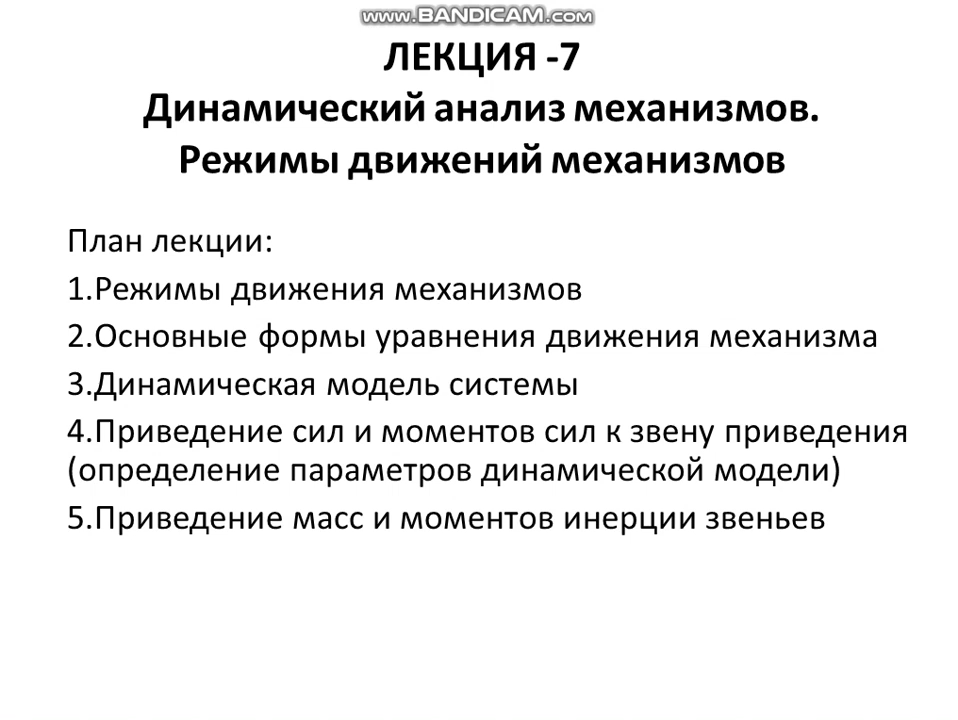 www.BANDICAM.com
ЛЕКЦИЯ -7
Динамический анализ механизмов.
Режимы движений механизмов
План лекции:
1.Режимы движения механизмов
2.Основные формы уравнения движения механизма
3.Динамическая модель системы
4.Приведение сил и моментов сил к звену приведения
(определение параметров динамической модели)
5.Приведение масс и моментов инерции звеньев